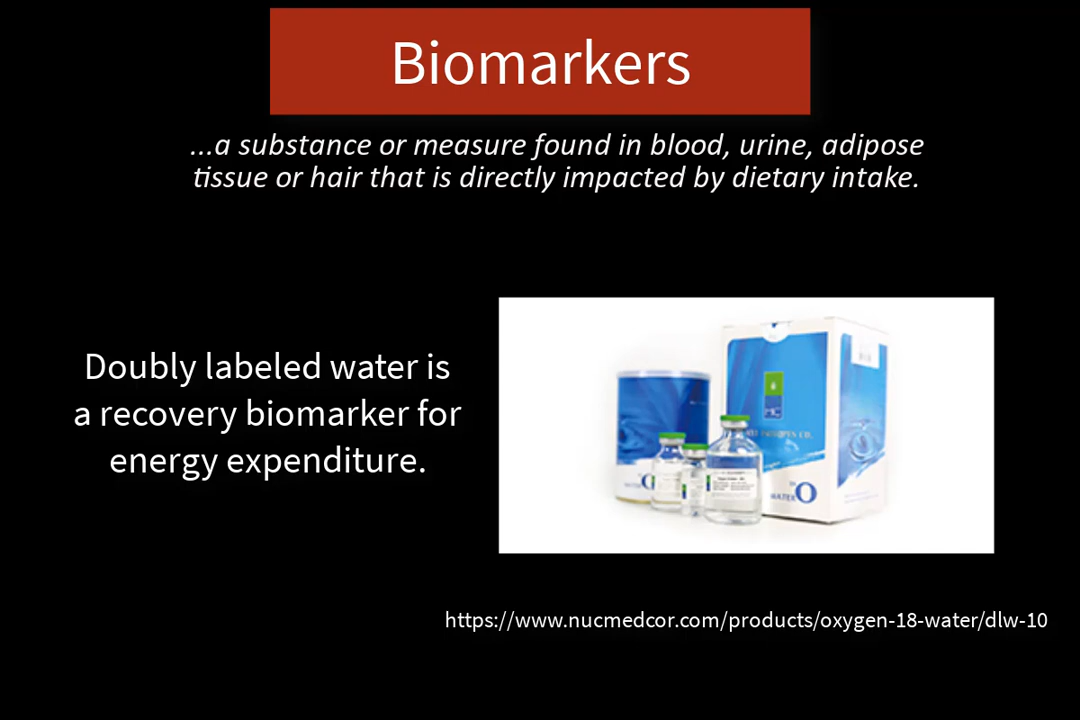 Biomarkers
...a substance or measure found in blood, urine, adipose
tissue or hair that is directly impacted by dietary intake.
Doubly labeled water is
a recovery biomarker for
energy expenditure.
WATER O
https://www.nucmedcor.com/products/oxygen-18-water/dlw-10